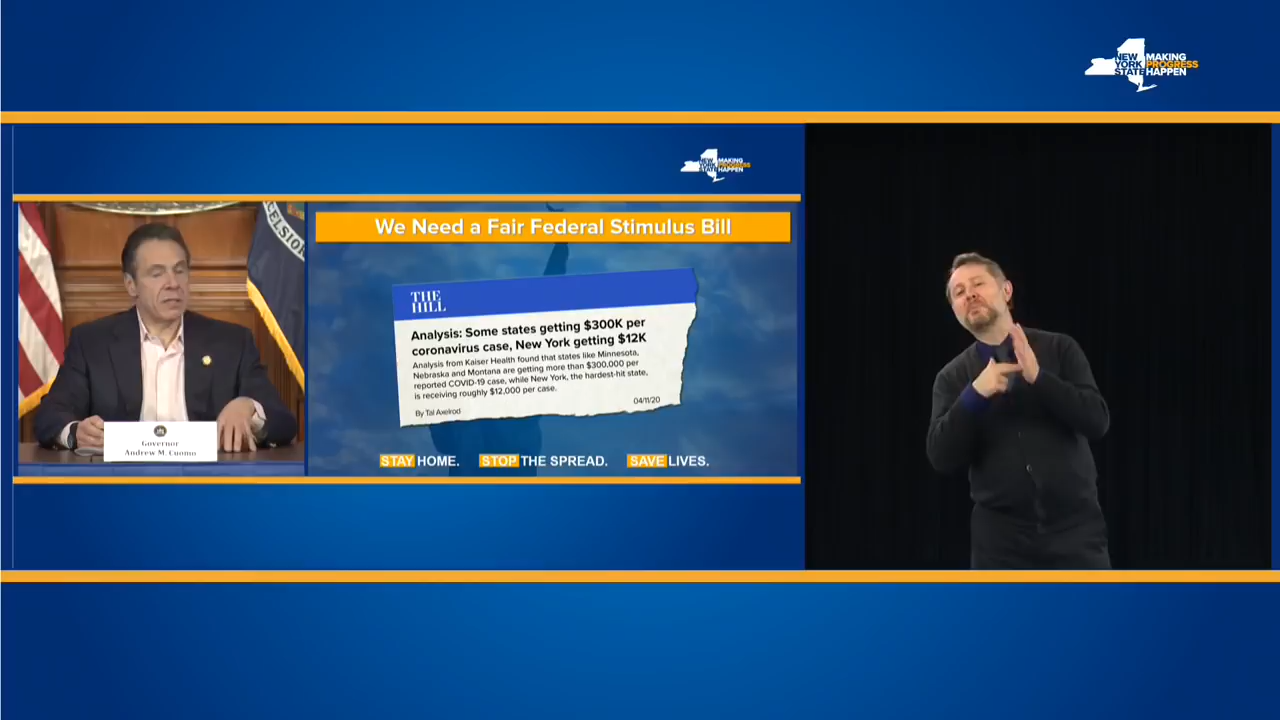 NEW
YORK
STATE
MAKING
PROGRESS
HAPPEN
NEW
YORK
STATE
MAKING
PROGRESS
HAPPEN
CELSIOR
Governor
Andrew M. Cuomo
We Need a Fair Federal Stimulus Bill
THE
HILL
Analysis: Some states getting $300K per
coronavirus case, New York getting $12K
Analysis from Kaiser Health found that states like Minnesota,
Nebraska and Montana are getting more than $300,000 per
reported COVID-19 case, while New York, the hardest-hit state,
is receiving roughly $12,000 per case.
By Tal Axelrod
04/11/20
STAY HOME. STOP THE SPREAD. SAVE LIVES.